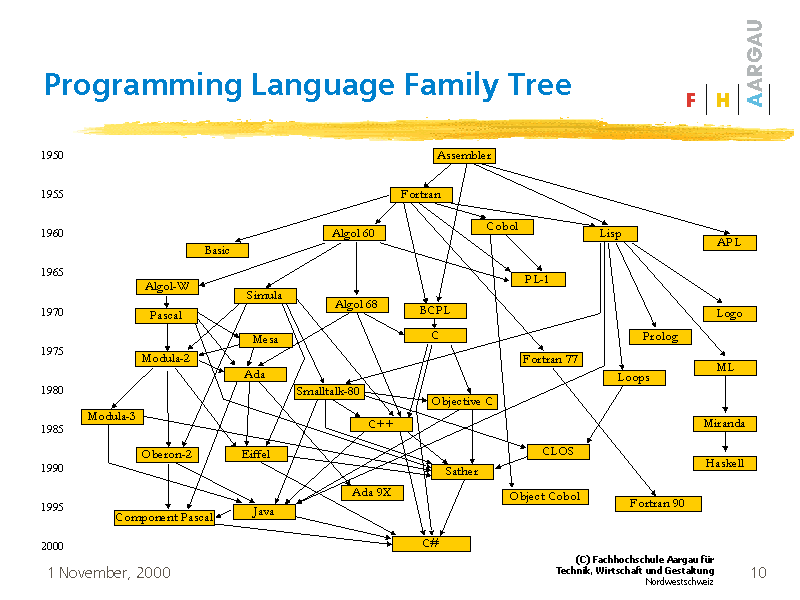 Programming Language Family Tree
AARGAU
F H A
1950
Assembler
1955
Fortran
1960
Algol 60
Cobol
Lisp
APL
Basic
1965
PL-1
Algol-W
Simula
Algol 68
BCPL
Logo
1970
Pascal
Mesa
C
Prolog
1975
Modula-2
Fortran 77
Ada
Loops
ML
1980
Smalltalk-80
Objective C
Modula-3
C++
Miranda
1985
Oberon-2
Eiffel
CLOS
1990
Sather
Haskell
Ada 9X
Object Cobol
Fortran 90
1995
Component Pascal
Java
2000
C#
1 November, 2000
(C) Fachhochschule Aargau für
Technik, Wirtschaft und Gestaltung
Nordwestschweiz
10